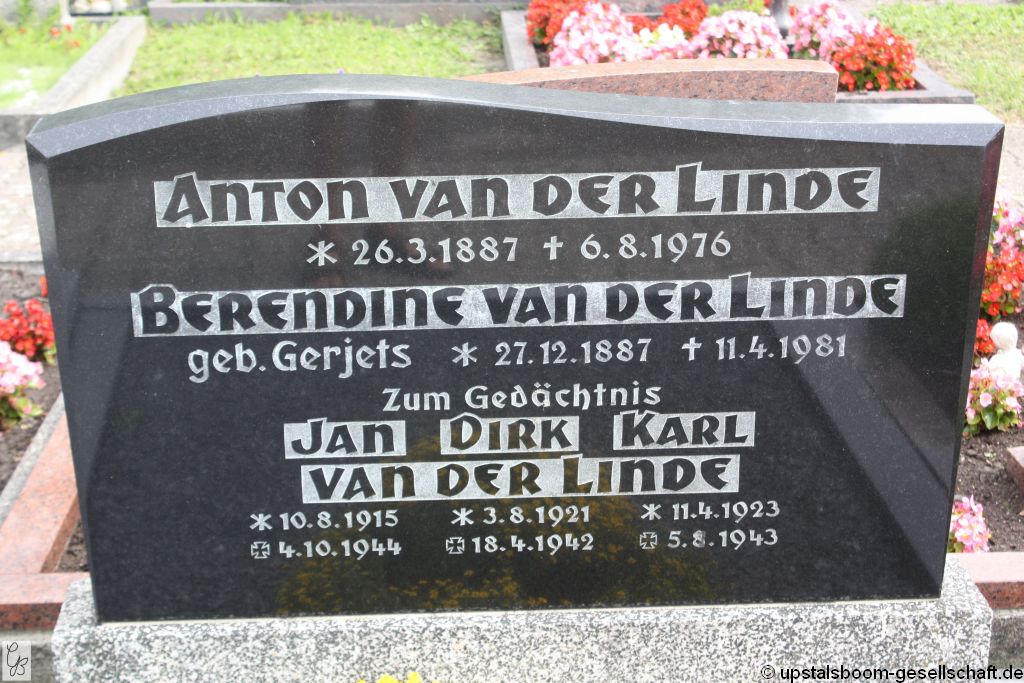 Anton van der Linde
* 26.3.1887 † 6.8.1976
Berendine van der Linde
geb. Gerjets * 27.12.1887 † 11.4.1981
Zum Gedächtnis
Jan Dirk Karl
van der Linde
* 10.8.1915 * 3.8.1921 * 11.4.1923
✠ 4.10.1944 ✠ 18.4.1942 ✠ 5.8.1943
GB
© upstalsboom-gesellschaft.de